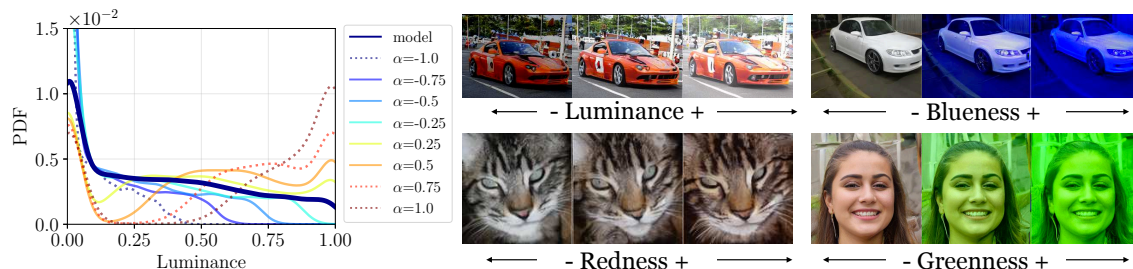 ×10⁻²
1.5
1.0
0.5
0.0
PDF
0.00 0.25 0.50 0.75 1.00
Luminance
model
α=-1.0
α=-0.75
α=-0.5
α=-0.25
α=0.25
α=0.5
α=0.75
α=1.0
- Luminance +
- Blueness +
- Redness +
- Greenness +